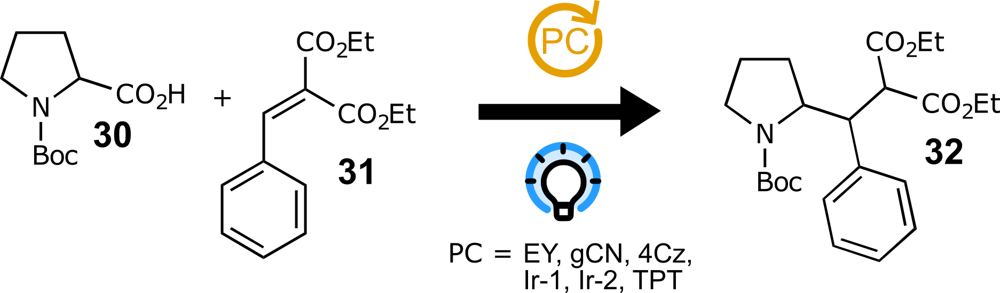 CO₂H
N
Boc
30
+
CO₂Et
CO₂Et
31
PC
PC = EY, gCN, 4Cz,
Ir-1, Ir-2, TPT
CO₂Et
CO₂Et
N
Boc
32